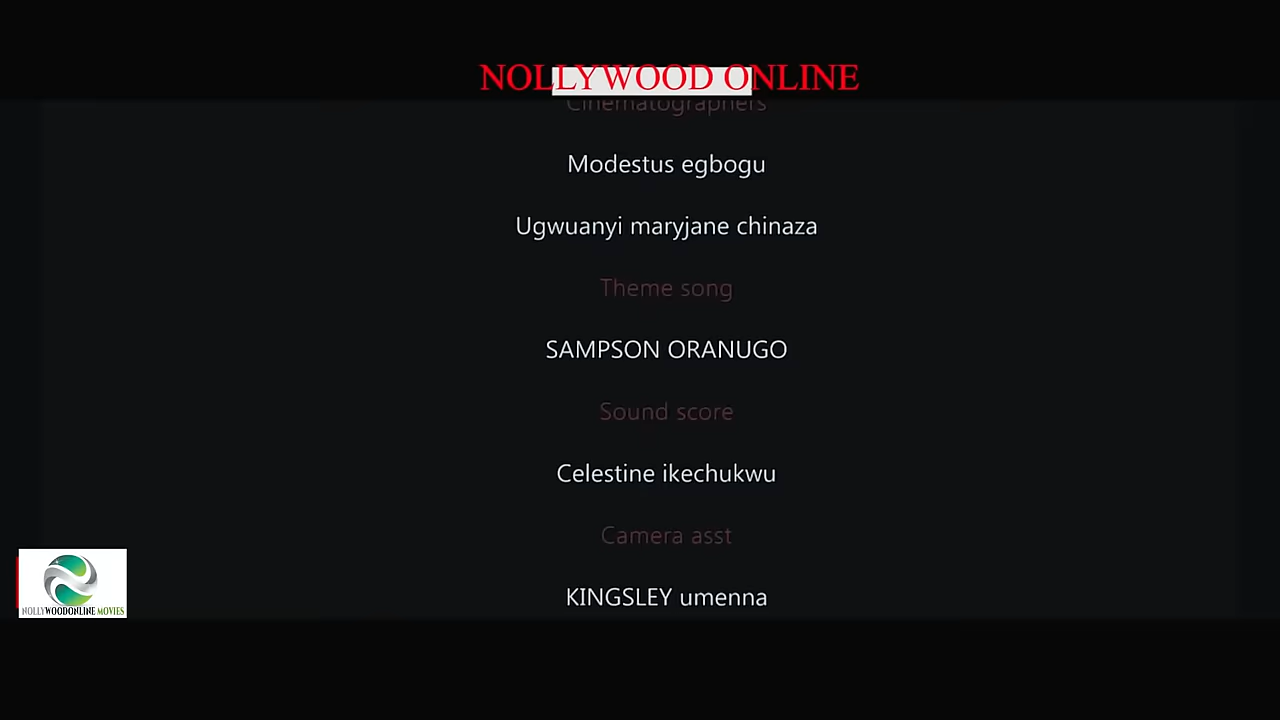 NOLLYWOOD ONLINE
Cinematographers
Modestus egbogu
Ugwuanyi maryjane chinaza
Theme song
SAMPSON ORANUGO
Sound score
Celestine ikechukwu
Camera asst
KINGSLEY umenna
NOLLYWOODONLINE MOVIES